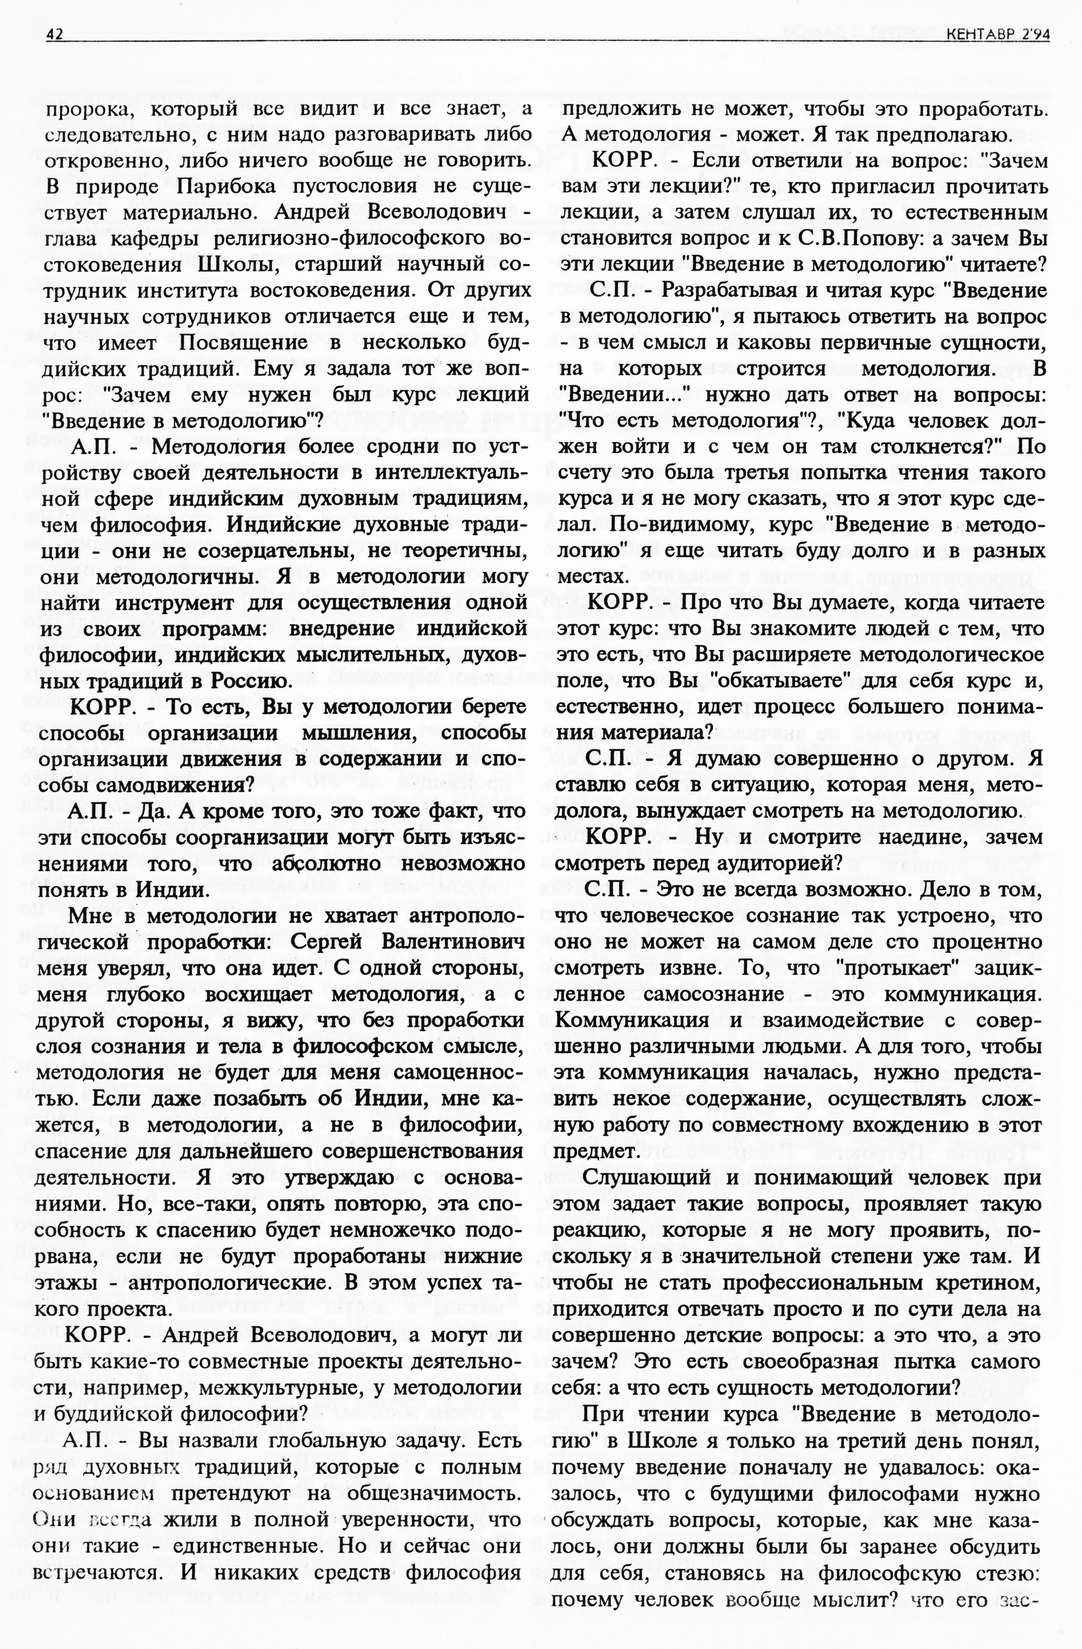 42
КЕНТАВР 2'94
пророка, который все видит и все знает, а
следовательно, с ним надо разговаривать либо
откровенно, либо ничего вообще не говорить.
В природе Парибока пустословия не суще-
ствует материально. Андрей Всеволодович -
глава кафедры религиозно-философского во-
стоковедения Школы, старший научный со-
трудник института востоковедения. От других
научных сотрудников отличается еще и тем,
что имеет Посвящение в несколько буд-
дийских традиций. Ему я задала тот же воп-
рос: "Зачем ему нужен был курс лекций
"Введение в методологию"?
А.П. - Методология более сродни по уст-
ройству своей деятельности в интеллектуаль-
ной сфере индийским духовным традициям,
чем философия. Индийские духовные тради-
ции - они не созерцательны, не теоретичны,
они методологичны. Я в методологии могу
найти инструмент для осуществления одной
из своих программ: внедрение индийской
философии, индийских мыслительных, духов-
ных традиций в Россию.
КОРР. - То есть, Вы у методологии берете
способы организации мышления, способы
организации движения в содержании и спо-
собы самодвижения?
А.П. - Да. А кроме того, это тоже факт, что
эти способы соорганизации могут быть изъяс-
нениями того, что абсолютно невозможно
понять в Индии.
Мне в методологии не хватает антрополо-
гической проработки: Сергей Валентинович
меня уверял, что она идет. С одной стороны,
меня глубоко восхищает методология, а с
другой стороны, я вижу, что без проработки
слоя сознания и тела в философском смысле,
методология не будет для меня самоценнос-
тью. Если даже позабыть об Индии, мне ка-
жется, в методологии, а не в философии,
спасение для дальнейшего совершенствования
деятельности. Я это утверждаю с основа-
ниями. Но, все-таки, опять повторю, эта спо-
собность к спасению будет немножечко подо-
рвана, если не будут проработаны нижние
этажы - антропологические. В этом успех та-
кого проекта.
КОРР. - Андрей Всеволодович, а могут ли
быть какие-то совместные проекты деятельно-
сти, например, межкультурные, у методологии
и буддийской философии?
А.П. - Вы назвали глобальную задачу. Есть
ряд духовных традиций, которые с полным
основанием претендуют на общезначимость.
Они всегда жили в полной уверенности, что
они такие - единственные. Но и сейчас они
встречаются. И никаких средств философия
предложить не может, чтобы это проработать.
А методология - может. Я так предполагаю.
КОРР. - Если ответили на вопрос: "Зачем
вам эти лекции?" те, кто пригласил прочитать
лекции, а затем слушал их, то естественным
становится вопрос и к С.В.Попову: а зачем Вы
эти лекции "Введение в методологию" читаете?
С.П. - Разрабатывая и читая курс "Введение
в методологию", я пытаюсь ответить на вопрос
- в чем смысл и каковы первичные сущности,
на которых строится методология. В
"Введении..." нужно дать ответ на вопросы:
"Что есть методология"?, "Куда человек дол-
жен войти и с чем он там столкнется?" По
счету это была третья попытка чтения такого
курса и я не могу сказать, что я этот курс сде-
лал. По-видимому, курс "Введение в методо-
логию" я еще читать буду долго и в разных
местах.
КОРР. - Про что Вы думаете, когда читаете
этот курс: что Вы знакомите людей с тем, что
это есть, что Вы расширяете методологическое
поле, что Вы "обкатываете" для себя курс и,
естественно, идет процесс большего понима-
ния материала?
С.П. - Я думаю совершенно о другом. Я
ставлю себя в ситуацию, которая меня, мето-
долога, вынуждает смотреть на методологию.
КОРР. - Ну и смотрите наедине, зачем
смотреть перед аудиторией?
С.П. - Это не всегда возможно. Дело в том,
что человеческое сознание так устроено, что
оно не может на самом деле сто процентно
смотреть извне. То, что "протыкает" зацик-
ленное самосознание - это коммуникация.
Коммуникация и взаимодействие с совер-
шенно различными людьми. А для того, чтобы
эта коммуникация началась, нужно предста-
вить некое содержание, осуществлять слож-
ную работу по совместному вхождению в этот
предмет.
Слушающий и понимающий человек при
этом задает такие вопросы, проявляет такую
реакцию, которые я не могу проявить, по-
скольку я в значительной степени уже там. И
чтобы не стать профессиональным кретином,
приходится отвечать просто и по сути дела на
совершенно детские вопросы: а это что, а это
зачем? Это есть своеобразная пытка самого
себя: а что есть сущность методологии?
При чтении курса "Введение в методоло-
гию" в Школе я только на третий день понял,
почему введение поначалу не удавалось: ока-
залось, что с будущими философами нужно
обсуждать вопросы, которые, как мне каза-
лось, они должны были бы заранее обсудить
для себя, становясь на философскую стезю:
почему человек вообще мыслит? что его зас-